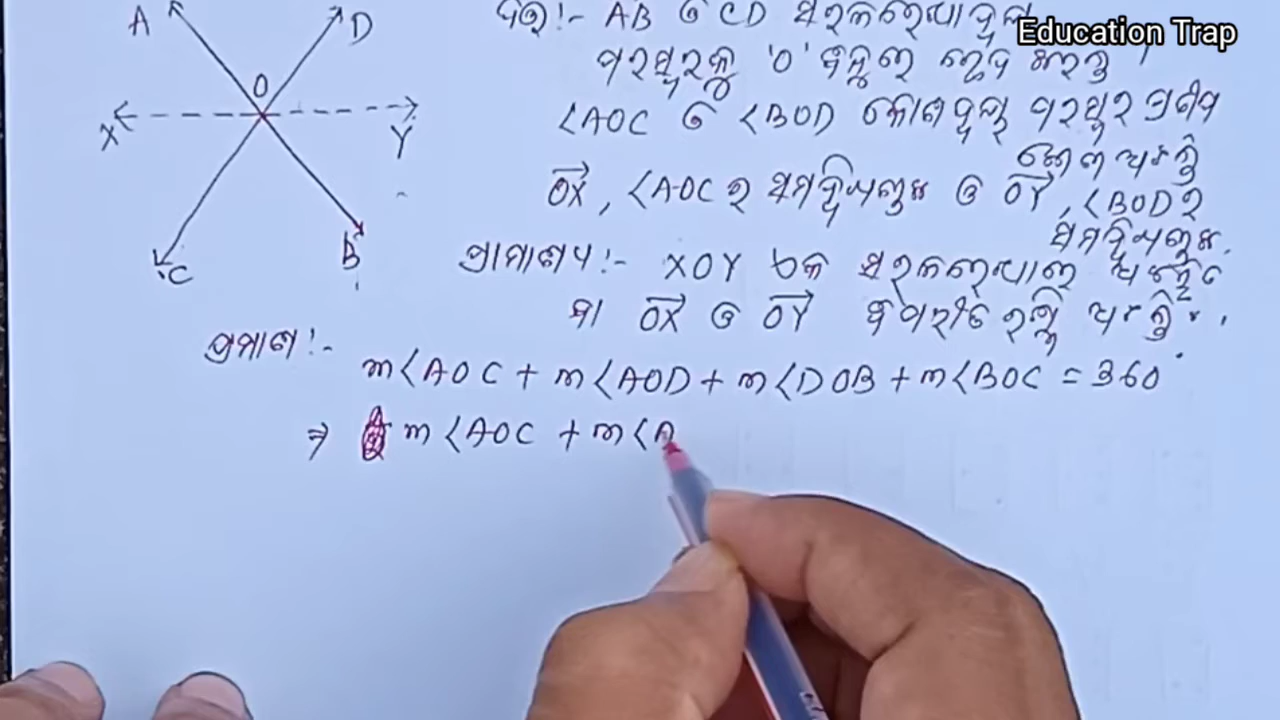 ଦତ୍ତ :- AB ଓ CD ସରଳରେଖାଦ୍ୱୟ
Education Trap
ପରସ୍ପରକୁ 'O' ବିନ୍ଦୁରେ ଛେଦ କରନ୍ତି ।
<AOC ଓ <BOD କୋଣଦ୍ୱୟ ପରସ୍ପର ପ୍ରତୀପ
କୋଣ ଅଟନ୍ତି
OX, <AOC ର ସମଦ୍ୱିଖଣ୍ଡକ ଓ OY, <BOD ର
ସମଦ୍ୱିଖଣ୍ଡକ.
ପ୍ରାମାଣ୍ୟ :- XOY ଏକ ସରଳରେଖାରେ ଅବସ୍ଥିତ
ବା OX ଓ OY ବିପରୀତ ରଶ୍ମି ଅଟନ୍ତି.
ପ୍ରମାଣ :-
m<AOC + m<AOD + m<DOB + m<BOC = 360°
⇒ m<AOC + m<A
A
D
O
X
Y
C
B